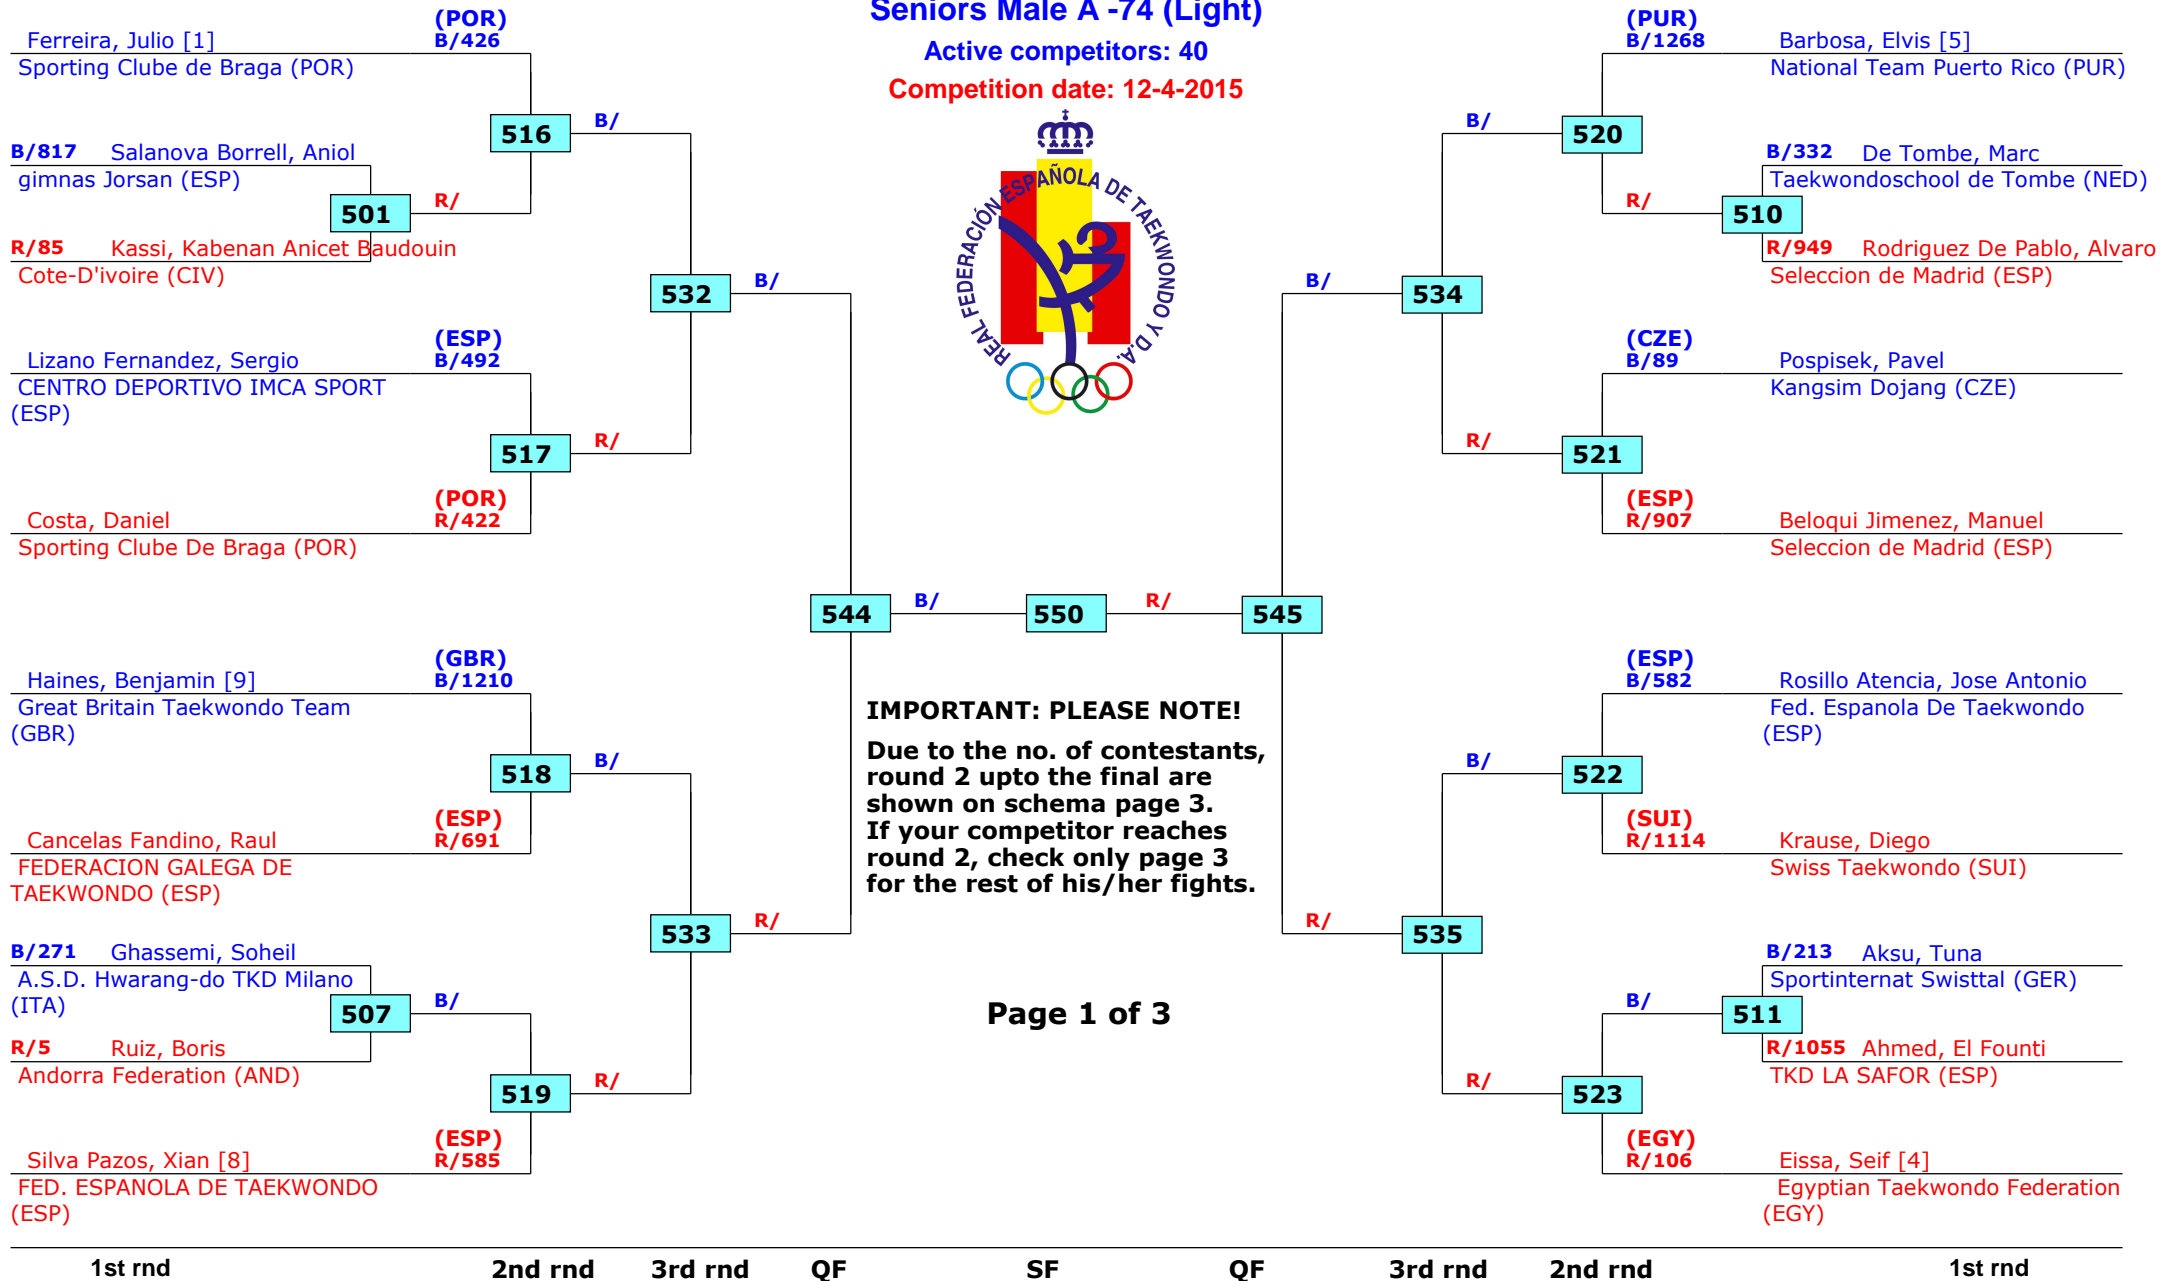 Seniors Male A -74 (Light)
Active competitors: 40
Competition date: 12-4-2015
REAL FEDERACIÓN ESPAÑOLA DE TAEKWONDO Y D.A.
(POR)
Ferreira, Julio [1] B/426
Sporting Clube de Braga (POR)
516 B/
B/817 Salanova Borrell, Aniol
gimnas Jorsan (ESP)
501 R/
R/85 Kassi, Kabenan Anicet Baudouin
Cote-D'ivoire (CIV)
532 B/
(ESP)
Lizano Fernandez, Sergio B/492
CENTRO DEPORTIVO IMCA SPORT
(ESP)
517 R/
(POR)
Costa, Daniel R/422
Sporting Clube De Braga (POR)
544 B/
550 R/
545
(GBR)
Haines, Benjamin [9] B/1210
Great Britain Taekwondo Team
(GBR)
518 B/
(ESP)
Cancelas Fandino, Raul R/691
FEDERACION GALEGA DE
TAEKWONDO (ESP)
533 R/
B/271 Ghassemi, Soheil
A.S.D. Hwarang-do TKD Milano
(ITA)
507 B/
R/5 Ruiz, Boris
Andorra Federation (AND)
519 R/
(ESP)
Silva Pazos, Xian [8] R/585
FED. ESPANOLA DE TAEKWONDO
(ESP)
IMPORTANT: PLEASE NOTE!
Due to the no. of contestants,
round 2 upto the final are
shown on schema page 3.
If your competitor reaches
round 2, check only page 3
for the rest of his/her fights.
Page 1 of 3
(PUR)
B/1268 Barbosa, Elvis [5]
National Team Puerto Rico (PUR)
B/ 520
B/332 De Tombe, Marc
Taekwondoschool de Tombe (NED)
R/ 510
R/949 Rodriguez De Pablo, Alvaro
Seleccion de Madrid (ESP)
B/ 534
(CZE)
B/89 Pospisek, Pavel
Kangsim Dojang (CZE)
R/ 521
(ESP)
R/907 Beloqui Jimenez, Manuel
Seleccion de Madrid (ESP)
(ESP)
B/582 Rosillo Atencia, Jose Antonio
Fed. Espanola De Taekwondo
(ESP)
B/ 522
(SUI)
R/1114 Krause, Diego
Swiss Taekwondo (SUI)
R/ 535
B/213 Aksu, Tuna
Sportinternat Swisttal (GER)
B/ 511
R/1055 Ahmed, El Founti
TKD LA SAFOR (ESP)
R/ 523
(EGY)
R/106 Eissa, Seif [4]
Egyptian Taekwondo Federation
(EGY)
1st rnd 2nd rnd 3rd rnd QF SF QF 3rd rnd 2nd rnd 1st rnd